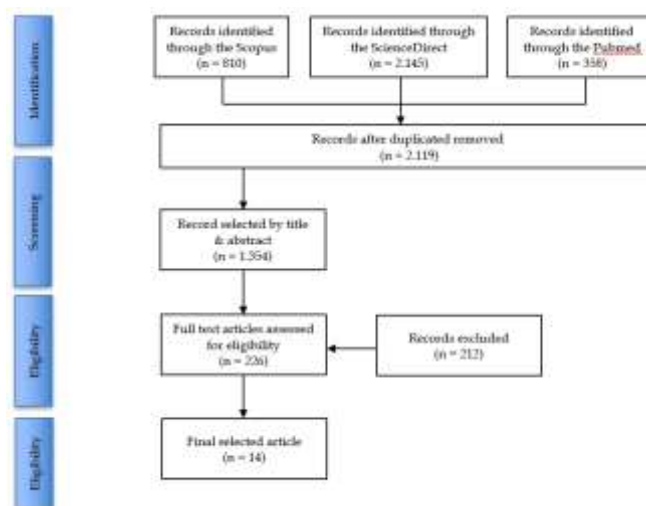 Identification
Records identified
through the Scopus
(n = 810)
Records identified through
the ScienceDirect
(n = 2.145)
Records identified
through the Pubmed
(n = 358)
Records after duplicated removed
(n = 2.119)
Screening
Record selected by title
& abstract
(n = 1.354)
Eligibility
Full text articles assessed
for eligibility
(n = 226)
Records excluded
(n = 212)
Eligibility
Final selected article
(n = 14)